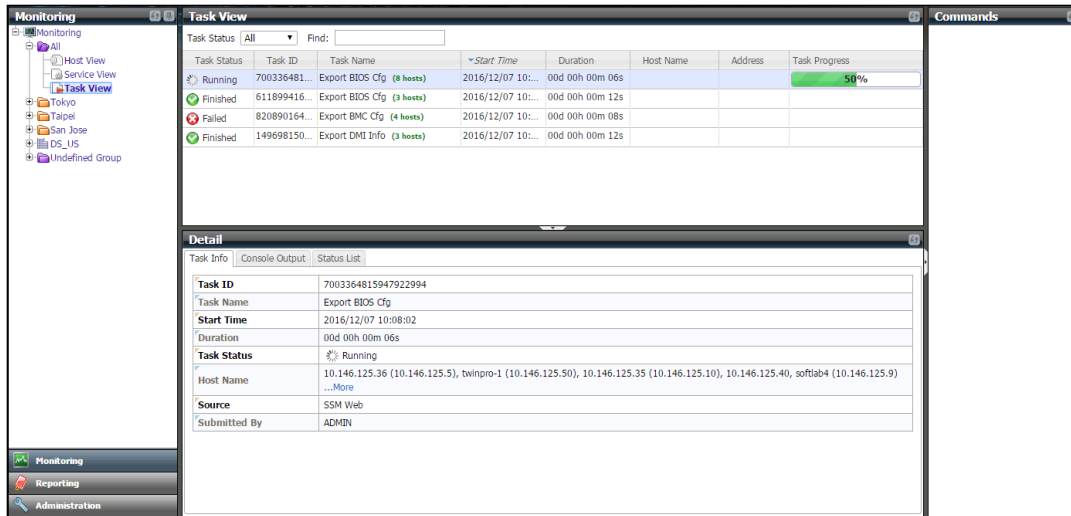 Monitoring
Monitoring
All
Host View
Service View
Task View
Tokyo
Taipei
San Jose
DS_US
Undefined Group
Monitoring
Reporting
Administration
Task View
Task Status All Find:
Task Status Task ID Task Name Start Time Duration Host Name Address Task Progress
Running 700336481... Export BIOS Cfg (8 hosts) 2016/12/07 10:... 00d 00h 00m 06s 50%
Finished 611899416... Export BIOS Cfg (3 hosts) 2016/12/07 10:... 00d 00h 00m 12s
Failed 820890164... Export BMC Cfg (4 hosts) 2016/12/07 10:... 00d 00h 00m 08s
Finished 149698150... Export DMI Info (3 hosts) 2016/12/07 10:... 00d 00h 00m 12s
Detail
Task Info Console Output Status List
Task ID 7003364815947922994
Task Name Export BIOS Cfg
Start Time 2016/12/07 10:08:02
Duration 00d 00h 00m 06s
Task Status Running
Host Name 10.146.125.36 (10.146.125.5), twinpro-1 (10.146.125.50), 10.146.125.35 (10.146.125.10), 10.146.125.40, softlab4 (10.146.125.9)
...More
Source SSM Web
Submitted By ADMIN
Commands